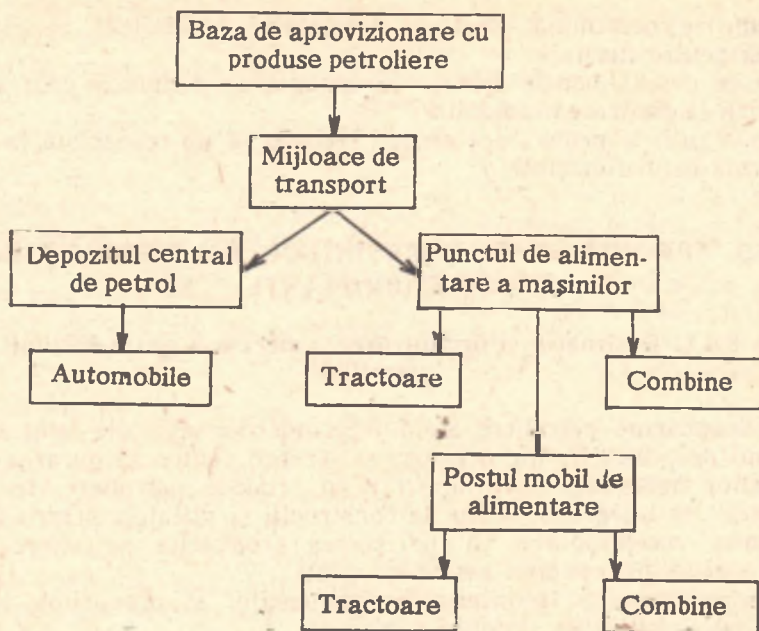 Baza de aprovizionare cu
produse petroliere
Mijloace de
transport
Depozitul central
de petrol
Punctul de alimen-
tare a mașinilor
Automobile
Tractoare
Combine
Postul mobil de
alimentare
Tractoare
Combine